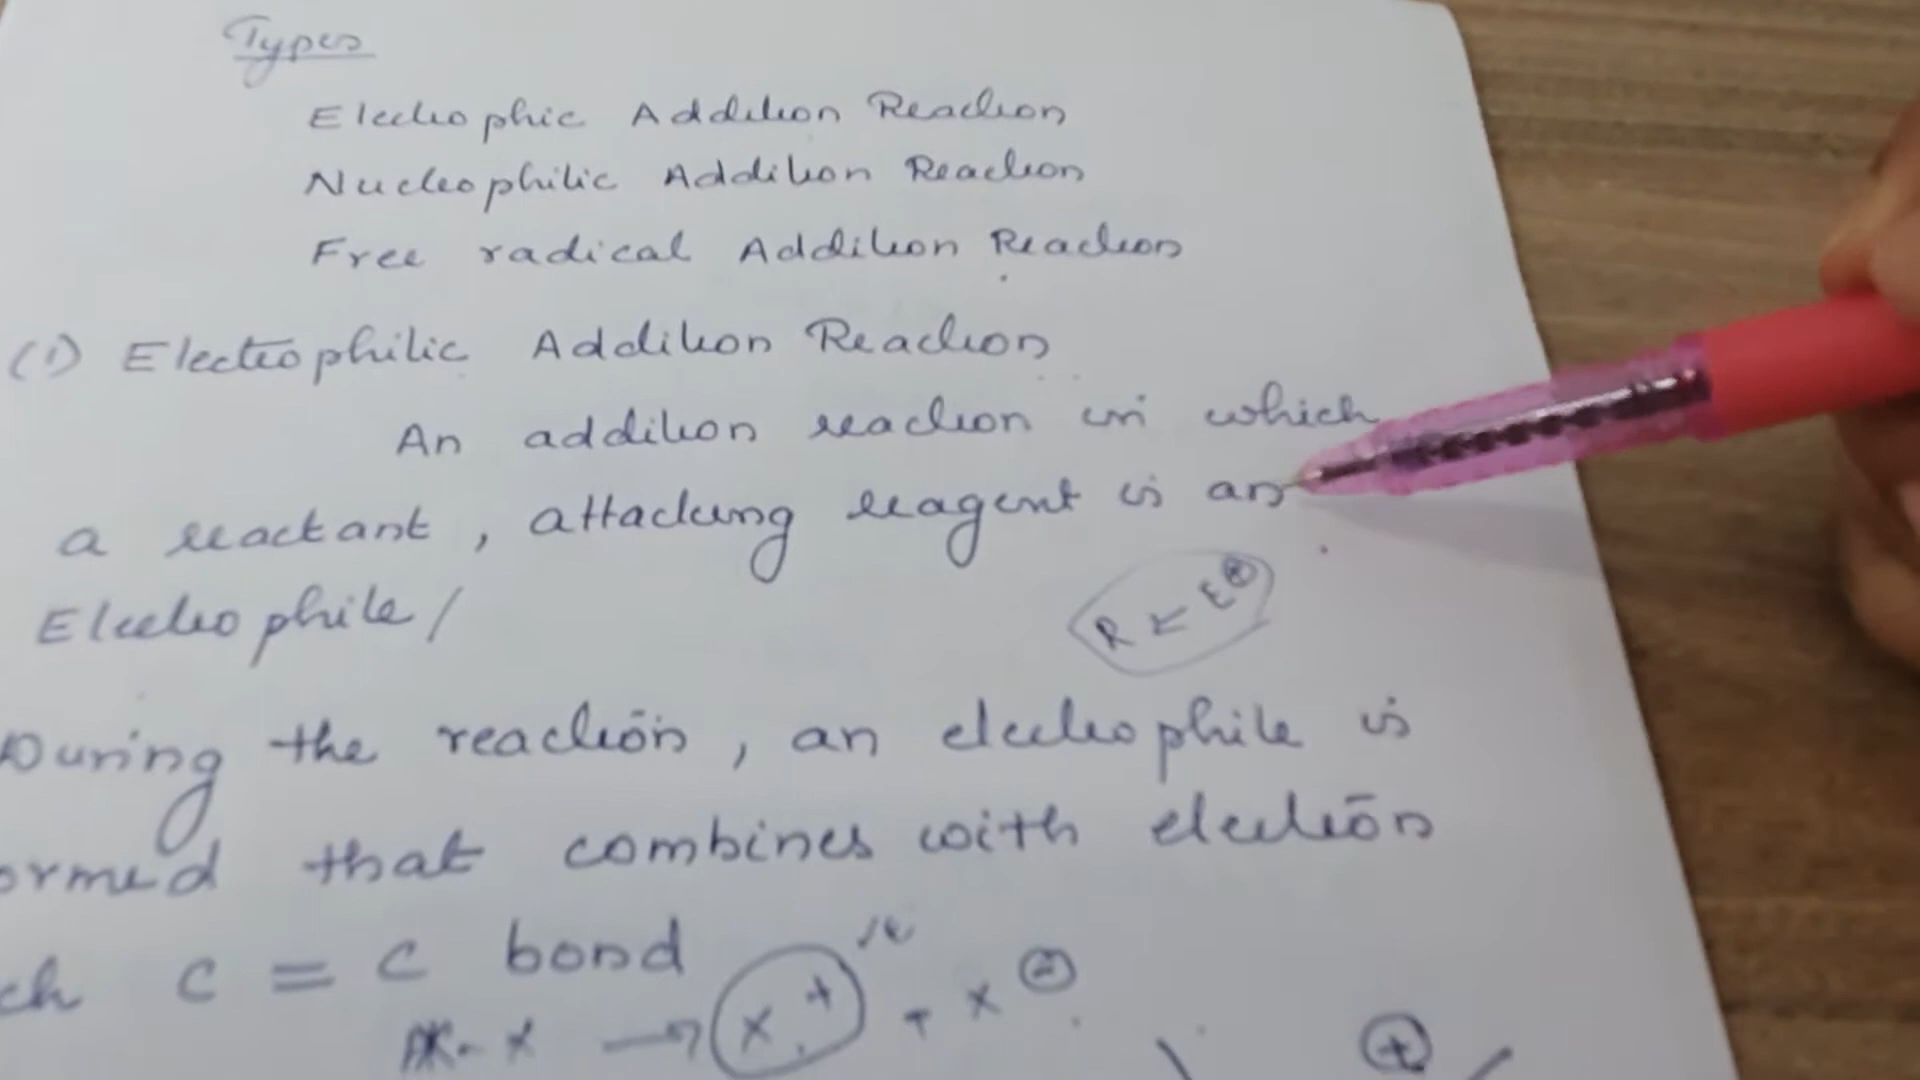 Types
Electrophic Addition Reaction
Nucleophilic Addition Reaction
Free radical Addition Reaction
(1) Electrophilic Addition Reaction
An addition reaction in which
a reactant, attacking reagent is an
Electrophile/
R ← E⊕
During the reaction, an electrophile is
ormed that combines with electron
ch C = C bond
X - X → X + + X ⊖
⊕